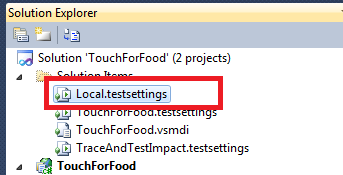 Solution Explorer
Solution 'TouchForFood' (2 projects)
Solution Items
Local.testsettings
TouchForFood.testsettings
TouchForFood.vsmdi
TraceAndTestImpact.testsettings
TouchForFood